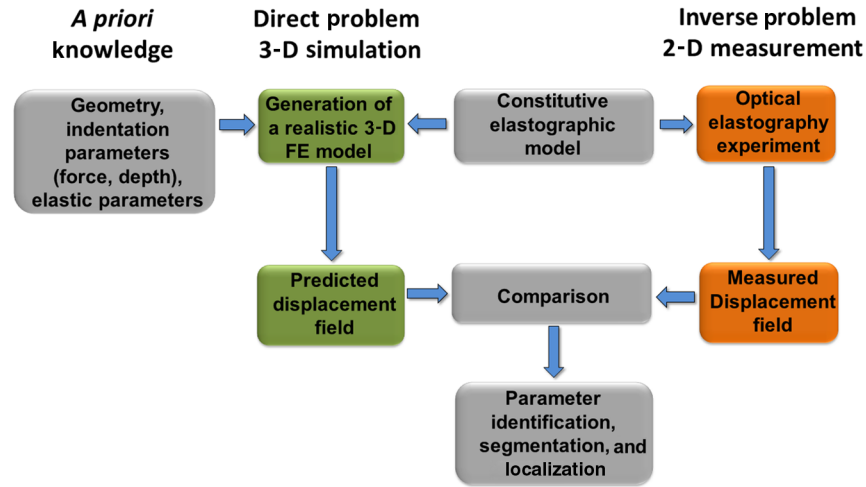 A priori
knowledge
Direct problem
3-D simulation
Inverse problem
2-D measurement
Geometry,
indentation
parameters
(force, depth),
elastic parameters
Generation of
a realistic 3-D
FE model
Constitutive
elastographic
model
Optical
elastography
experiment
Predicted
displacement
field
Comparison
Measured
Displacement
field
Parameter
identification,
segmentation, and
localization